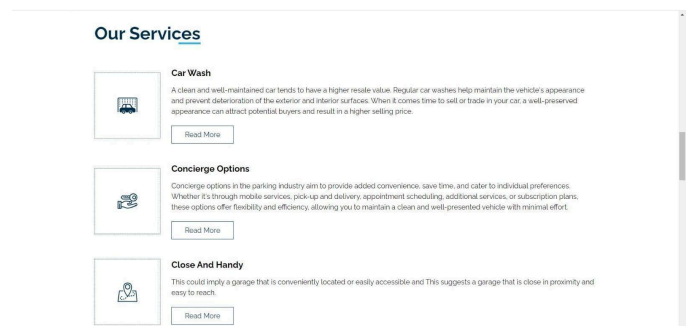 Our Services
Car Wash
A clean and well-maintained car tends to have a higher resale value. Regular car washes help maintain the vehicle's appearance
and prevent deterioration of the exterior and interior surfaces. When it comes time to sell or trade in your car, a well-preserved
appearance can attract potential buyers and result in a higher selling price.
Read More
Concierge Options
Concierge options in the parking industry aim to provide added convenience, save time, and cater to individual preferences.
Whether it's through mobile services, pick-up and delivery, appointment scheduling, additional services, or subscription plans,
these options offer flexibility and efficiency, allowing you to maintain a clean and well-presented vehicle with minimal effort.
Read More
Close And Handy
This could imply a garage that is conveniently located or easily accessible and This suggests a garage that is close in proximity and
easy to reach.
Read More